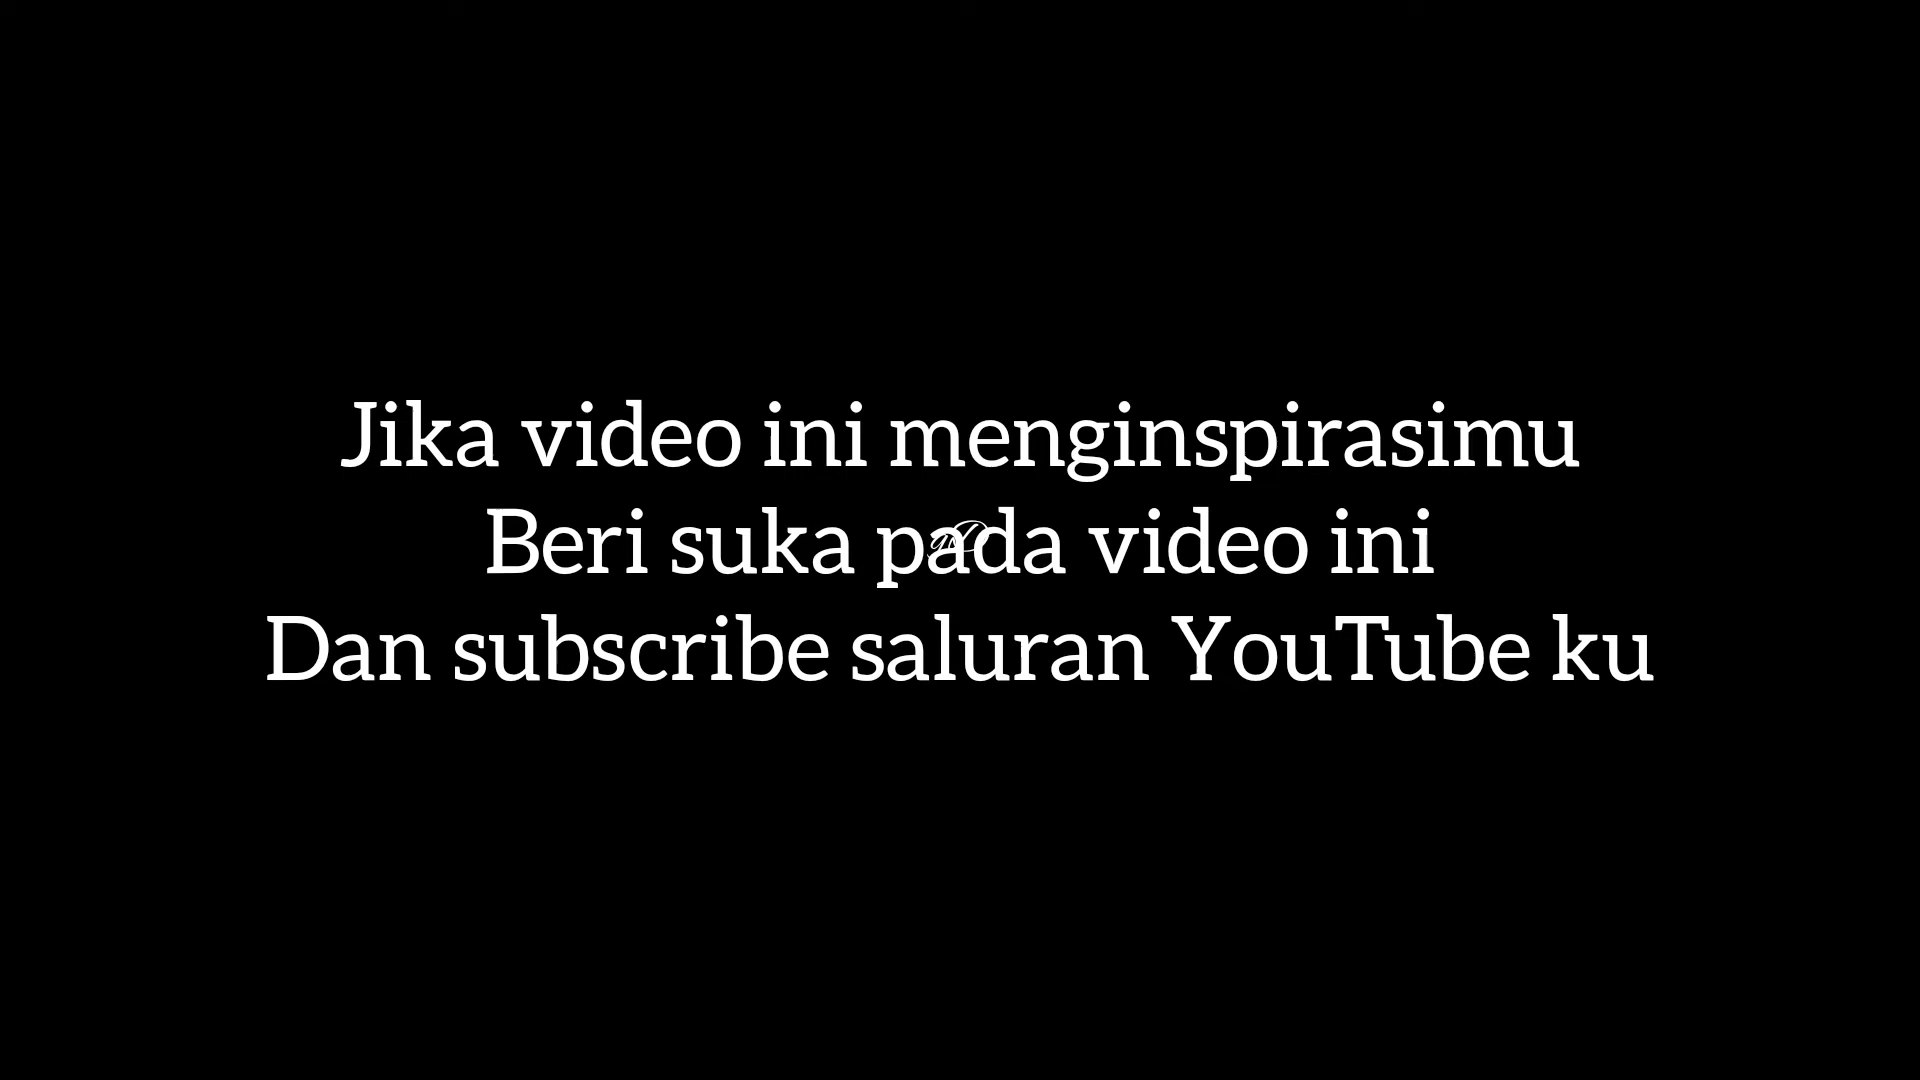 Jika video ini menginspirasimu
Beri suka pada video ini
Dan subscribe saluran YouTube ku